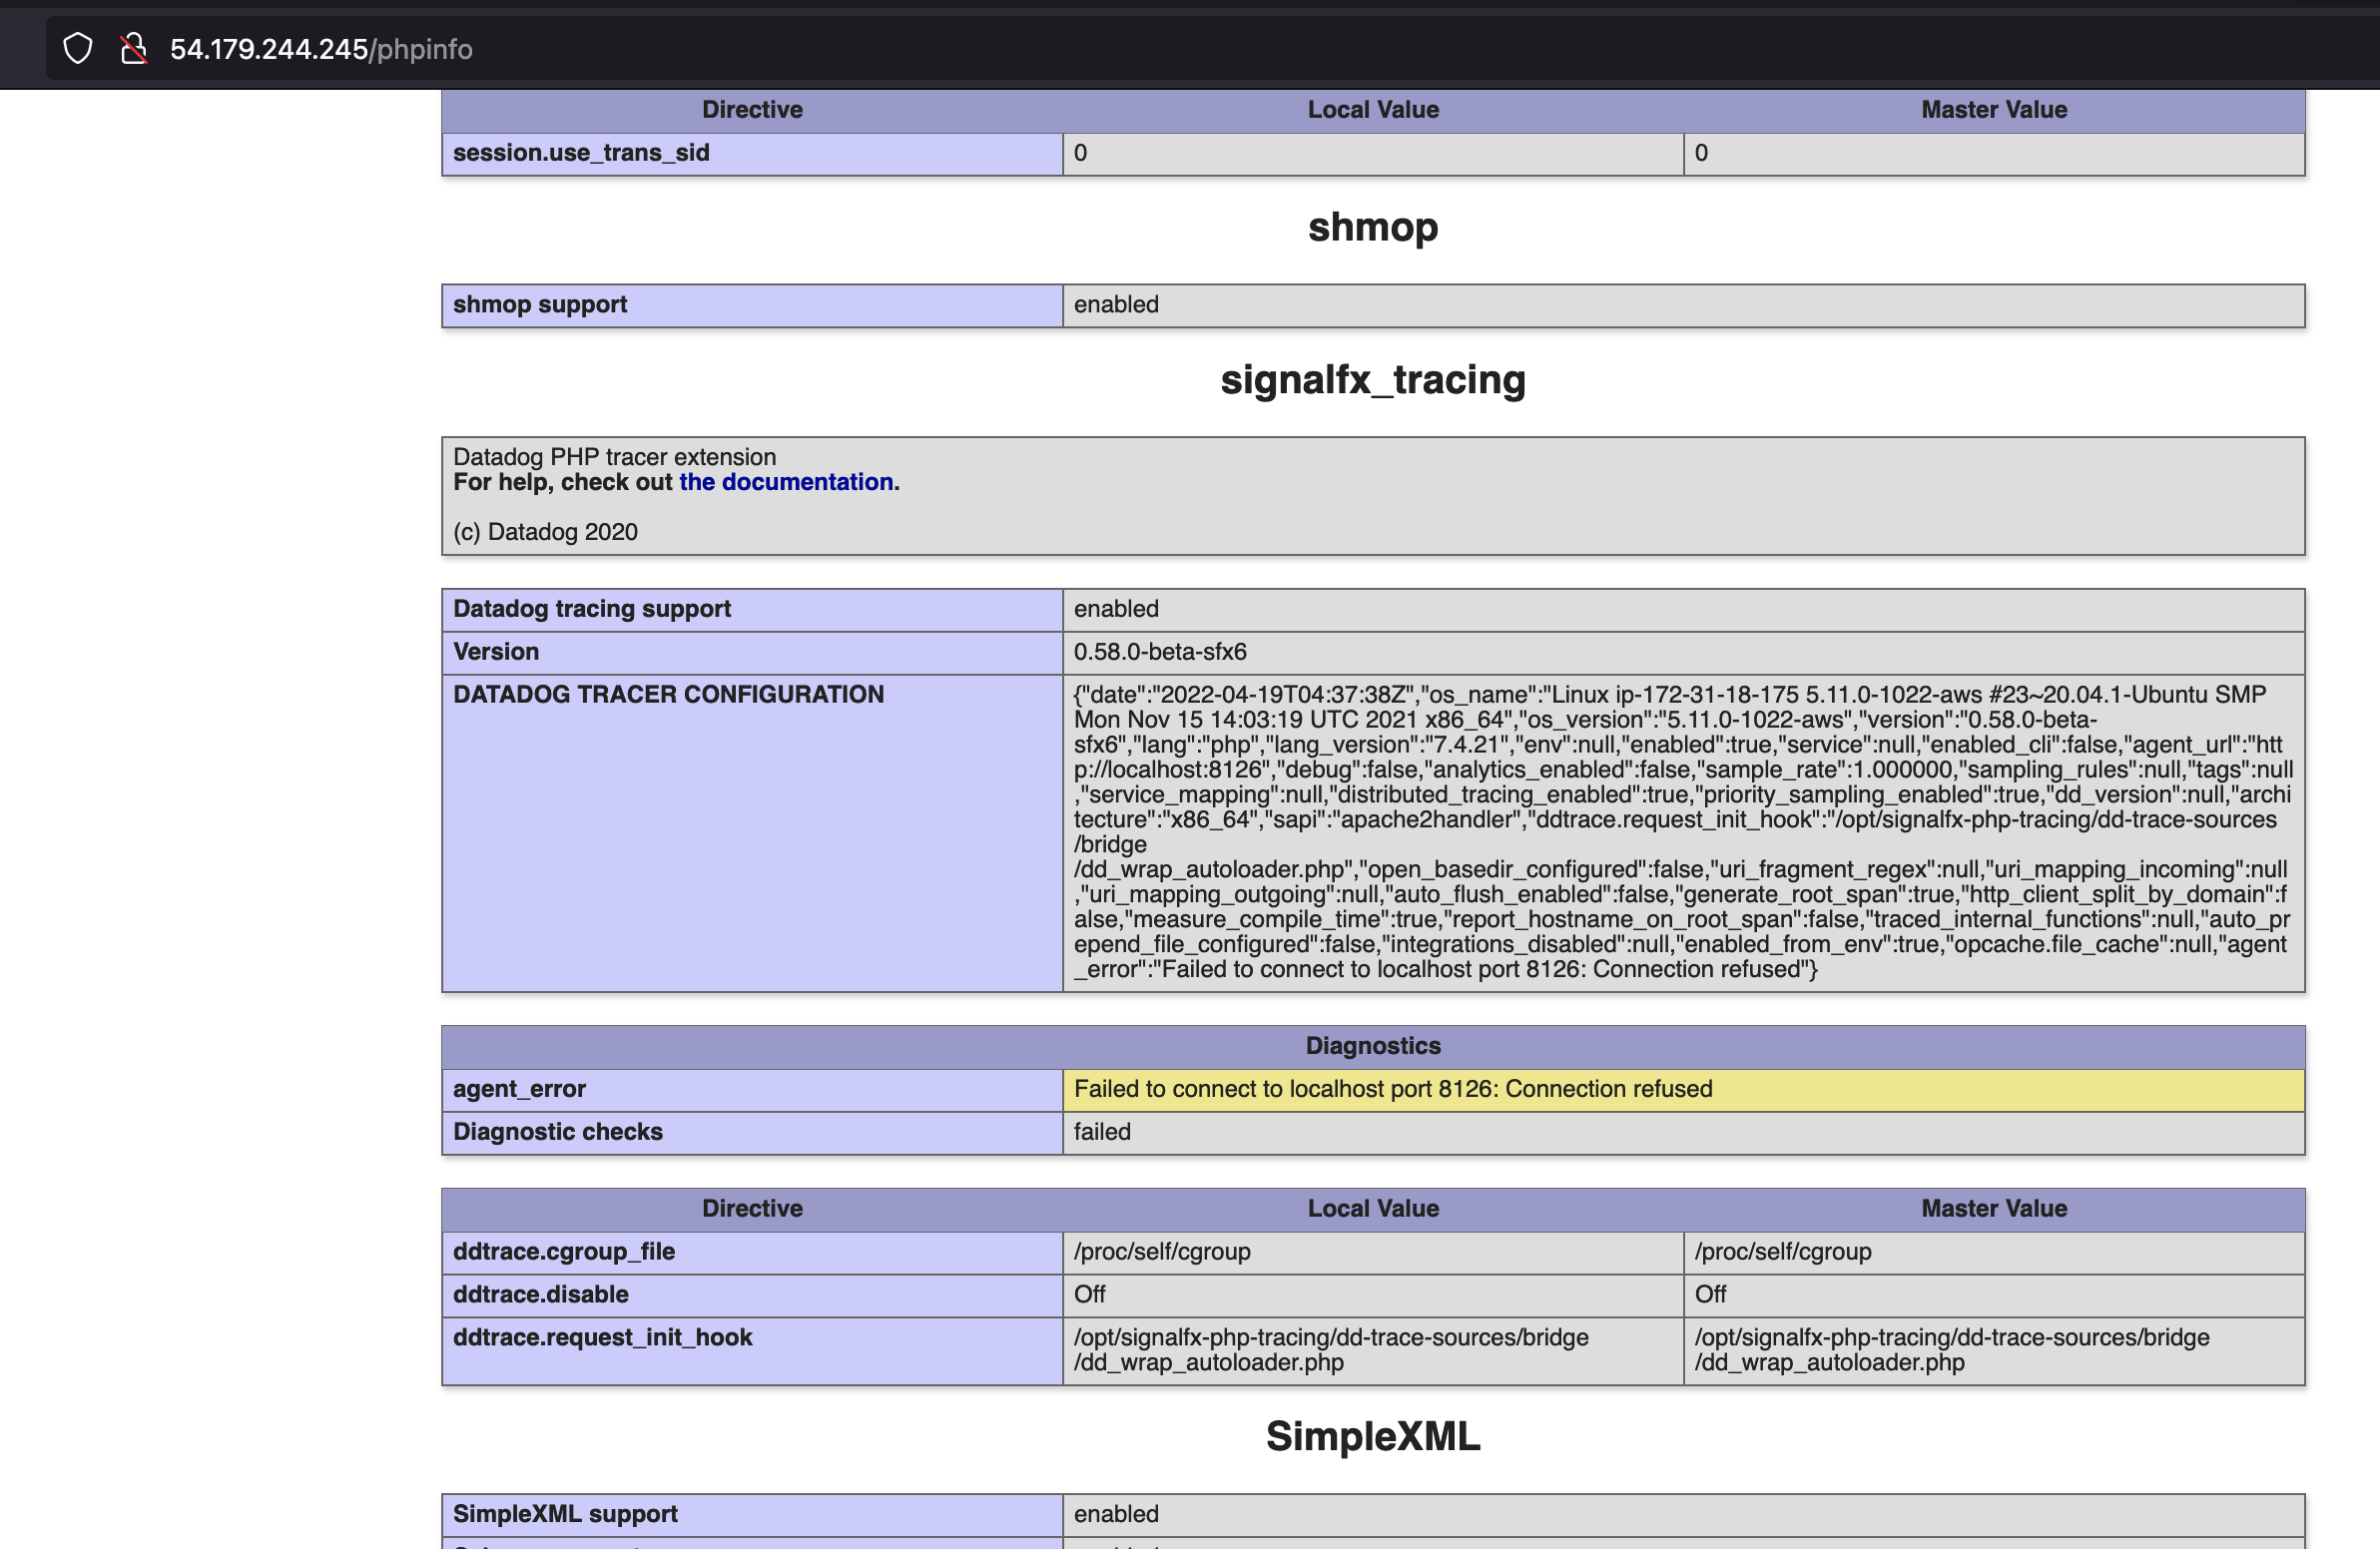 54.179.244.245/phpinfo
Directive Local Value Master Value
session.use_trans_sid 0 0
shmop
shmop support enabled
signalfx_tracing
Datadog PHP tracer extension
For help, check out the documentation.
(c) Datadog 2020
Datadog tracing support enabled
Version 0.58.0-beta-sfx6
DATADOG TRACER CONFIGURATION {"date":"2022-04-19T04:37:38Z","os_name":"Linux ip-172-31-18-175 5.11.0-1022-aws #23~20.04.1-Ubuntu SMP
Mon Nov 15 14:03:19 UTC 2021 x86_64","os_version":"5.11.0-1022-aws","version":"0.58.0-beta-
sfx6","lang":"php","lang_version":"7.4.21","env":null,"enabled":true,"service":null,"enabled_cli":false,"agent_url":"htt
p://localhost:8126","debug":false,"analytics_enabled":false,"sample_rate":1.000000,"sampling_rules":null,"tags":null
,"service_mapping":null,"distributed_tracing_enabled":true,"priority_sampling_enabled":true,"dd_version":null,"archi
tecture":"x86_64","sapi":"apache2handler","ddtrace.request_init_hook":"/opt/signalfx-php-tracing/dd-trace-sources
/bridge
/dd_wrap_autoloader.php","open_basedir_configured":false,"uri_fragment_regex":null,"uri_mapping_incoming":null
,"uri_mapping_outgoing":null,"auto_flush_enabled":false,"generate_root_span":true,"http_client_split_by_domain":f
alse,"measure_compile_time":true,"report_hostname_on_root_span":false,"traced_internal_functions":null,"auto_pr
epend_file_configured":false,"integrations_disabled":null,"enabled_from_env":true,"opcache.file_cache":null,"agent
_error":"Failed to connect to localhost port 8126: Connection refused"}
Diagnostics
agent_error Failed to connect to localhost port 8126: Connection refused
Diagnostic checks failed
Directive Local Value Master Value
ddtrace.cgroup_file /proc/self/cgroup /proc/self/cgroup
ddtrace.disable Off Off
ddtrace.request_init_hook /opt/signalfx-php-tracing/dd-trace-sources/bridge /opt/signalfx-php-tracing/dd-trace-sources/bridge
/dd_wrap_autoloader.php /dd_wrap_autoloader.php
SimpleXML
SimpleXML support enabled